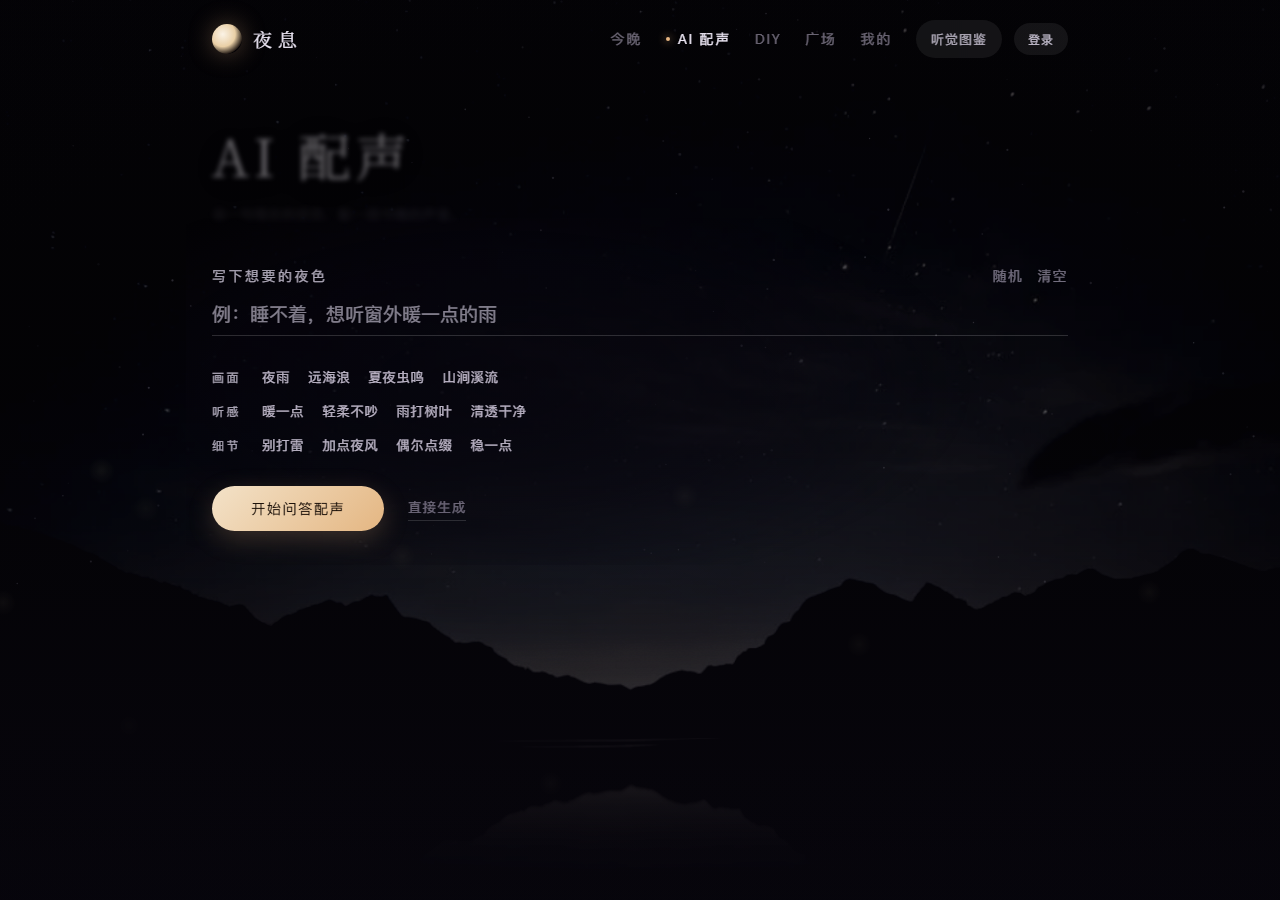 夜息
今晚 AI 配声 DIY 广场 我的 听觉图鉴 登录
AI 配声
写下想要的夜色 随机 清空
例：睡不着，想听窗外暖一点的雨
画面 夜雨 远海浪 夏夜虫鸣 山涧溪流
听感 暖一点 轻柔不吵 雨打树叶 清透干净
细节 别打雷 加点夜风 偶尔点缀 稳一点
开始问答配声 直接生成